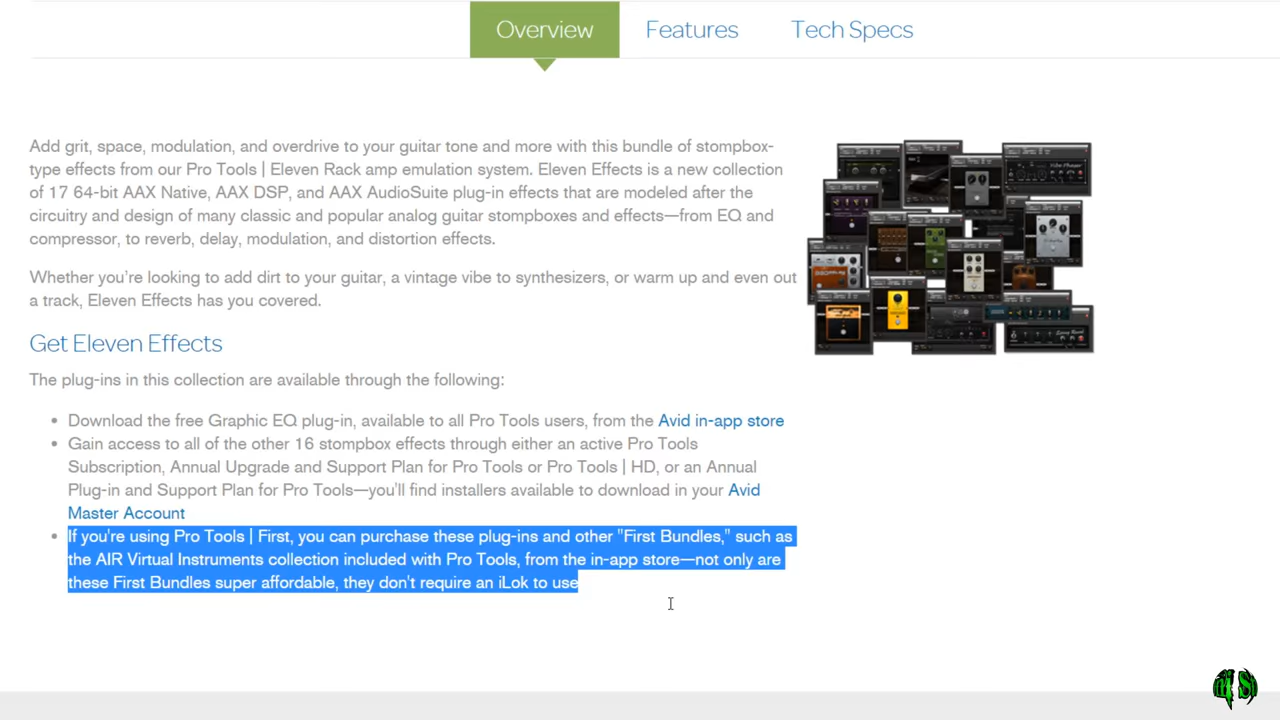 Overview
Features
Tech Specs
Add grit, space, modulation, and overdrive to your guitar tone and more with this bundle of stompbox-
type effects from our Pro Tools | Eleven Rack amp emulation system. Eleven Effects is a new collection
of 17 64-bit AAX Native, AAX DSP, and AAX AudioSuite plug-in effects that are modeled after the
circuitry and design of many classic and popular analog guitar stompboxes and effects—from EQ and
compressor, to reverb, delay, modulation, and distortion effects.
Whether you're looking to add dirt to your guitar, a vintage vibe to synthesizers, or warm up and even out
a track, Eleven Effects has you covered.
Get Eleven Effects
The plug-ins in this collection are available through the following:
• Download the free Graphic EQ plug-in, available to all Pro Tools users, from the Avid in-app store
• Gain access to all of the other 16 stompbox effects through either an active Pro Tools
Subscription, Annual Upgrade and Support Plan for Pro Tools or Pro Tools | HD, or an Annual
Plug-in and Support Plan for Pro Tools—you'll find installers available to download in your Avid
Master Account
• If you're using Pro Tools | First, you can purchase these plug-ins and other "First Bundles," such as
the AIR Virtual Instruments collection included with Pro Tools, from the in-app store—not only are
these First Bundles super affordable, they don't require an iLok to use